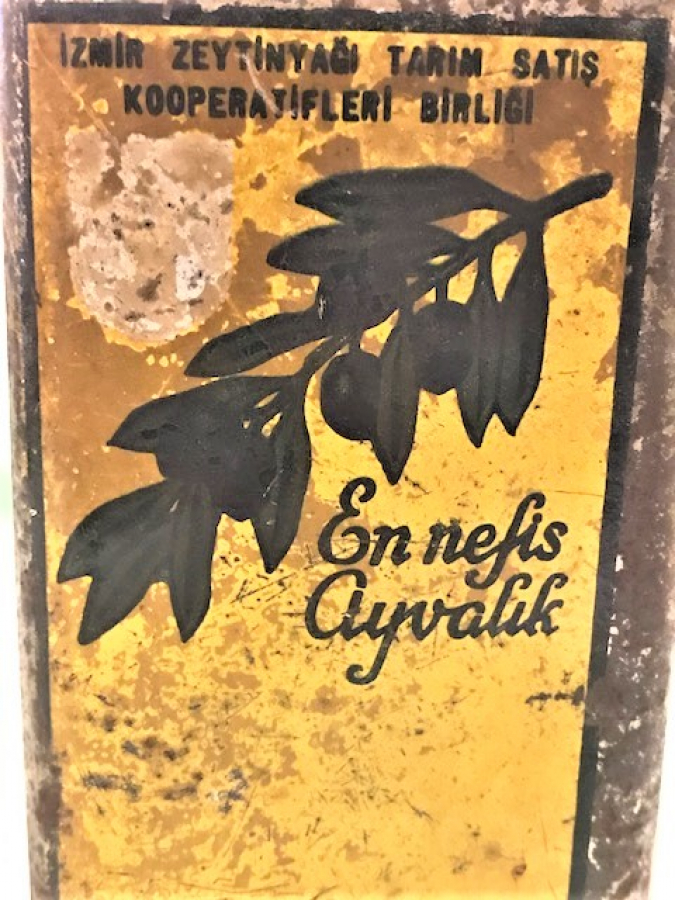 İZMİR ZEYTİNYAĞI TARIM SATIŞ
KOOPERATİFLERİ BİRLİĞİ
En nefis
Ayvalık